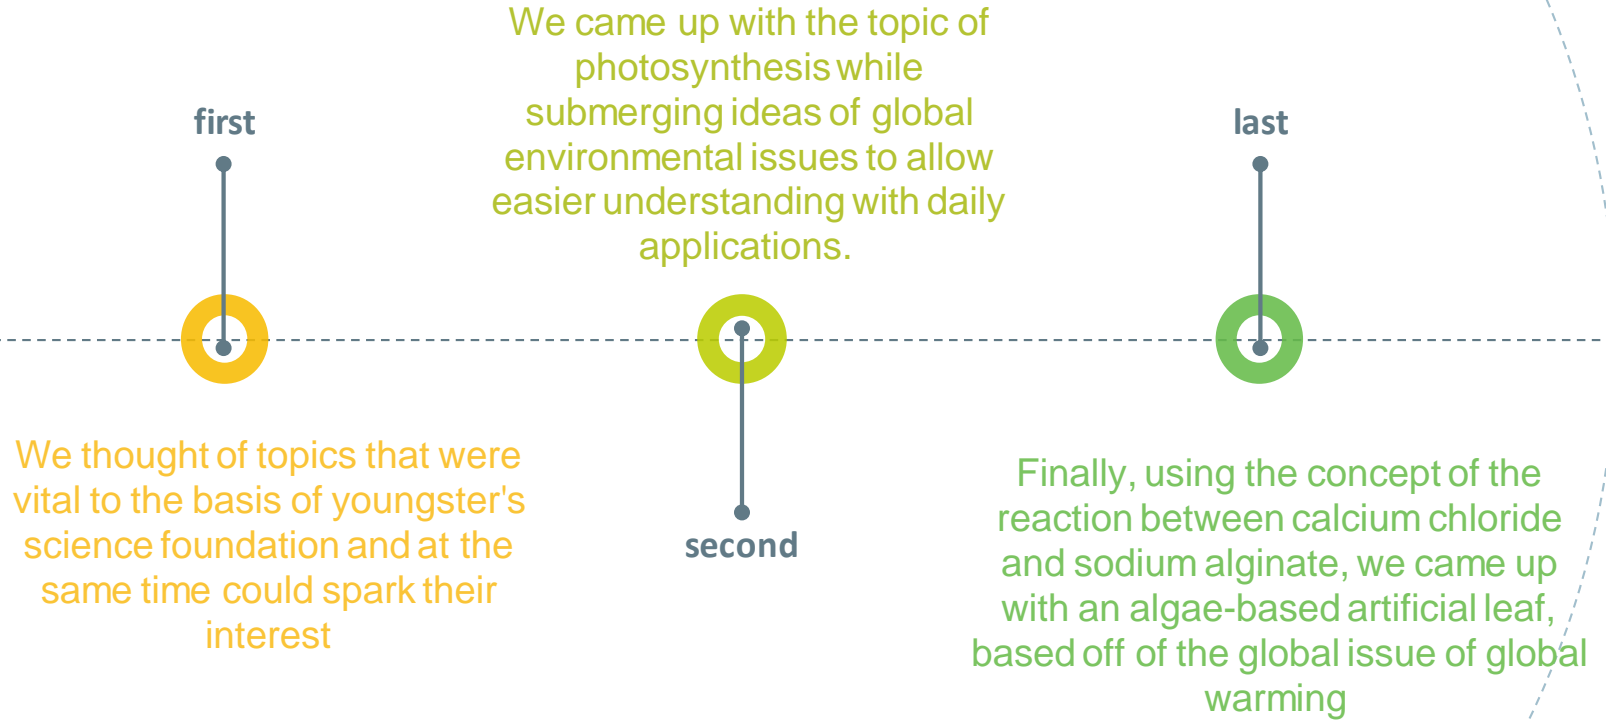 first
We thought of topics that were
vital to the basis of youngster's
science foundation and at the
same time could spark their
interest
We came up with the topic of
photosynthesis while
submerging ideas of global
environmental issues to allow
easier understanding with daily
applications.
second
last
Finally, using the concept of the
reaction between calcium chloride
and sodium alginate, we came up
with an algae-based artificial leaf,
based off of the global issue of global
warming